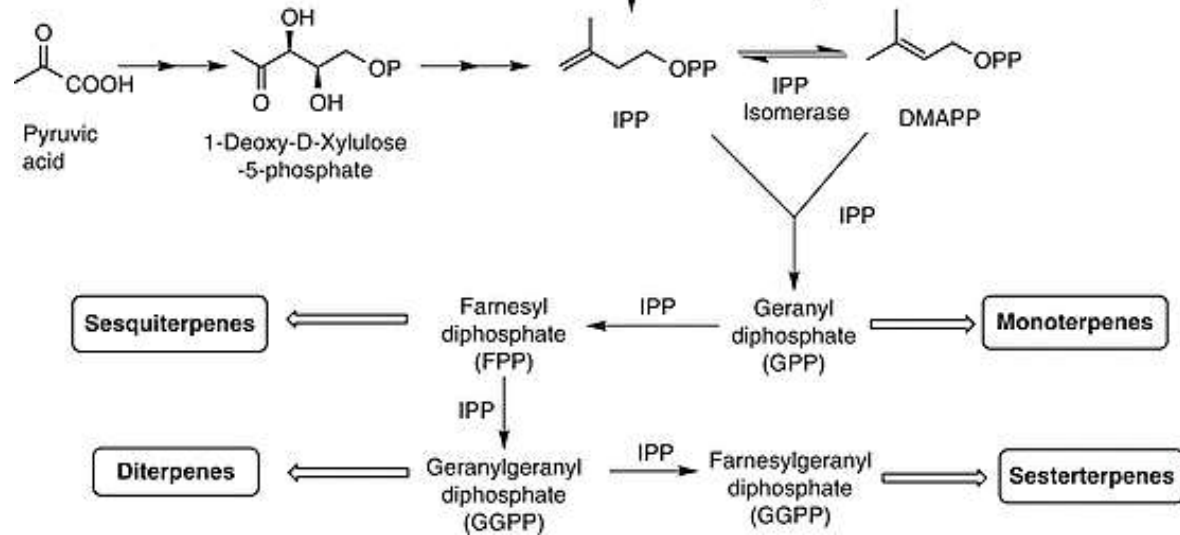 O
COOH
Pyruvic
acid
OH
O
OH
OP
1-Deoxy-D-Xylulose
-5-phosphate
OPP
IPP
IPP
Isomerase
OPP
DMAPP
IPP
Sesquiterpenes
Farnesyl
diphosphate
(FPP)
IPP
Geranyl
diphosphate
(GPP)
Monoterpenes
IPP
Diterpenes
Geranylgeranyl
diphosphate
(GGPP)
IPP
Farnesylgeranyl
diphosphate
(GGPP)
Sesterterpenes